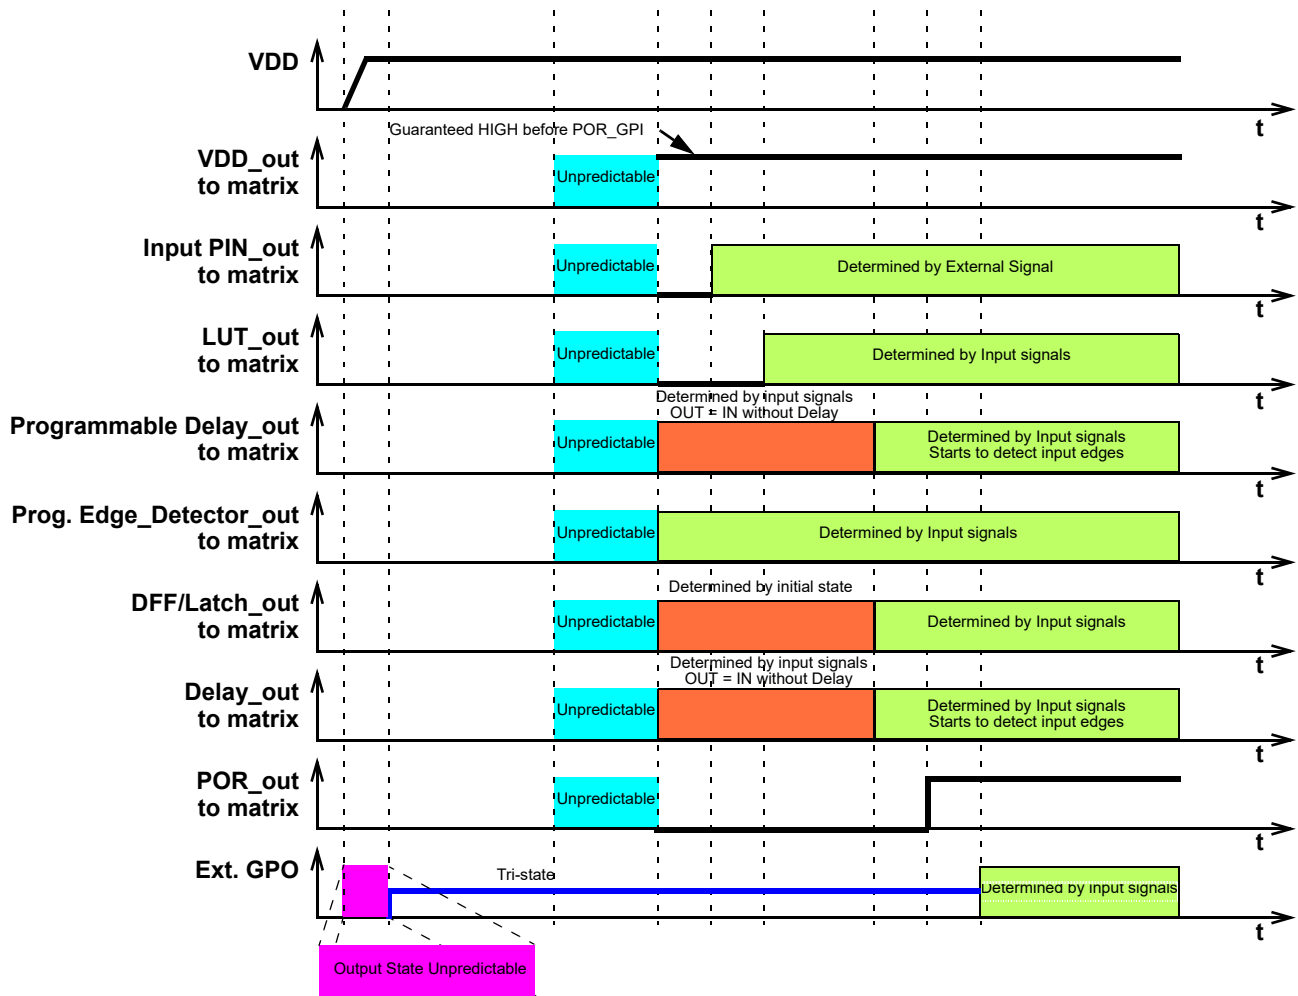 VDD
t
Guaranteed HIGH before POR_GPI
VDD_out
to matrix
Unpredictable
t
Input PIN_out
to matrix
Unpredictable
Determined by External Signal
t
LUT_out
to matrix
Unpredictable
Determined by Input signals
t
Determined by input signals
OUT = IN without Delay
Programmable Delay_out
to matrix
Unpredictable
Determined by Input signals
Starts to detect input edges
t
Prog. Edge_Detector_out
to matrix
Unpredictable
Determined by Input signals
t
Determined by initial state
DFF/Latch_out
to matrix
Unpredictable
Determined by Input signals
t
Determined by input signals
OUT = IN without Delay
Delay_out
to matrix
Unpredictable
Determined by Input signals
Starts to detect input edges
t
POR_out
to matrix
Unpredictable
t
Ext. GPO
Tri-state
Determined by input signals
t
Output State Unpredictable